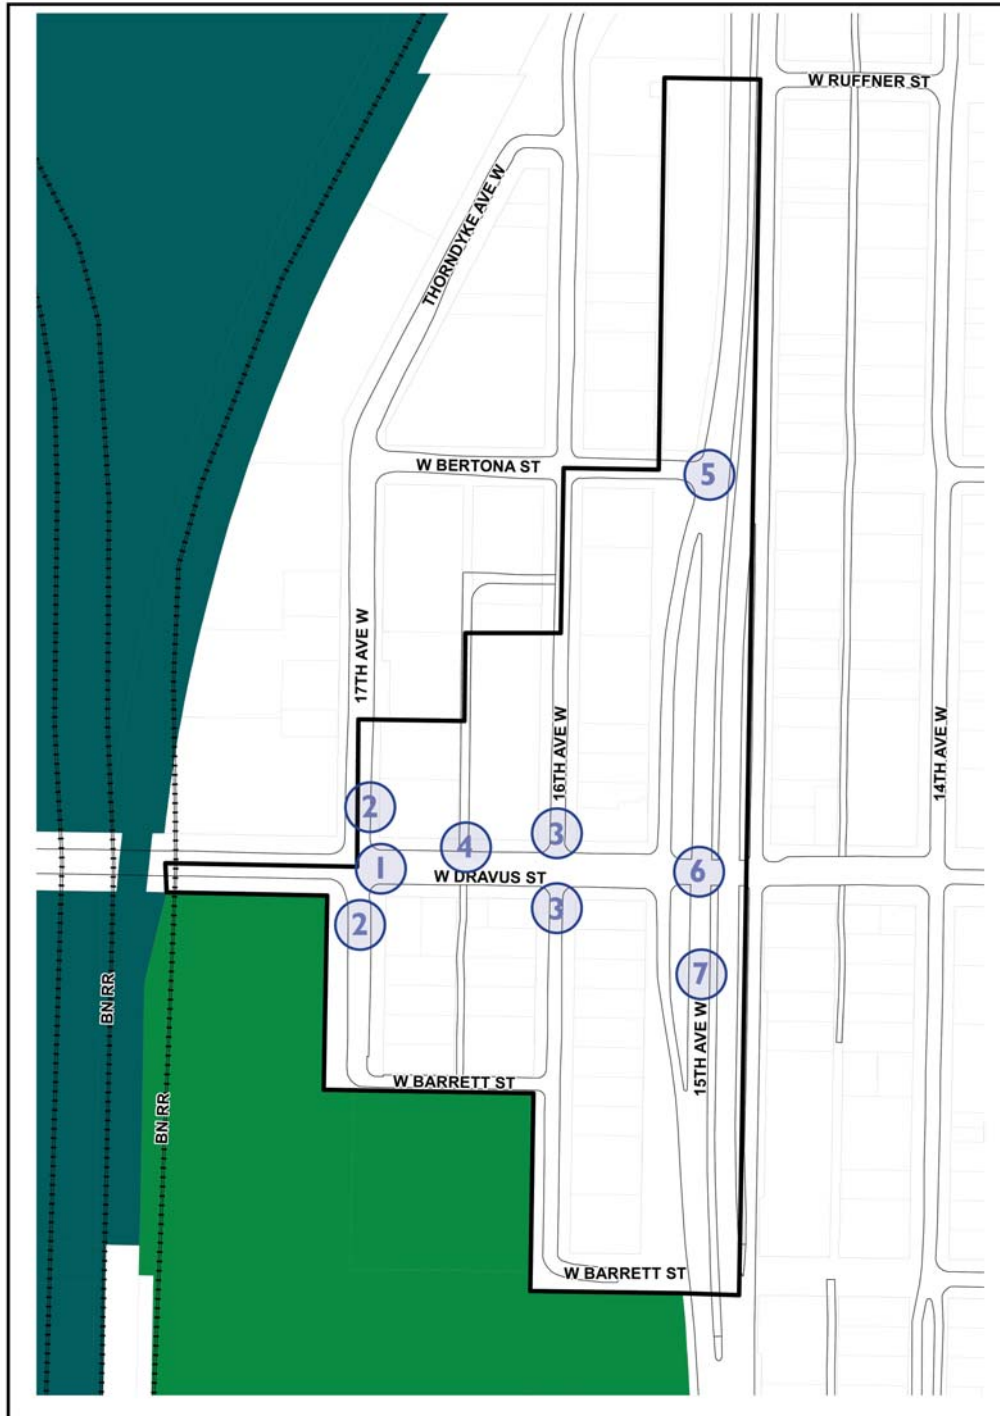 W RUFFNER ST
THORNDYKE AVE W
W BERTONA ST
5
17TH AVE W
16TH AVE W
14TH AVE W
2
3
4
1
W DRAVUS ST
6
2
3
7
BN RR
15TH AVE W
W BARRETT ST
BN RR
W BARRETT ST